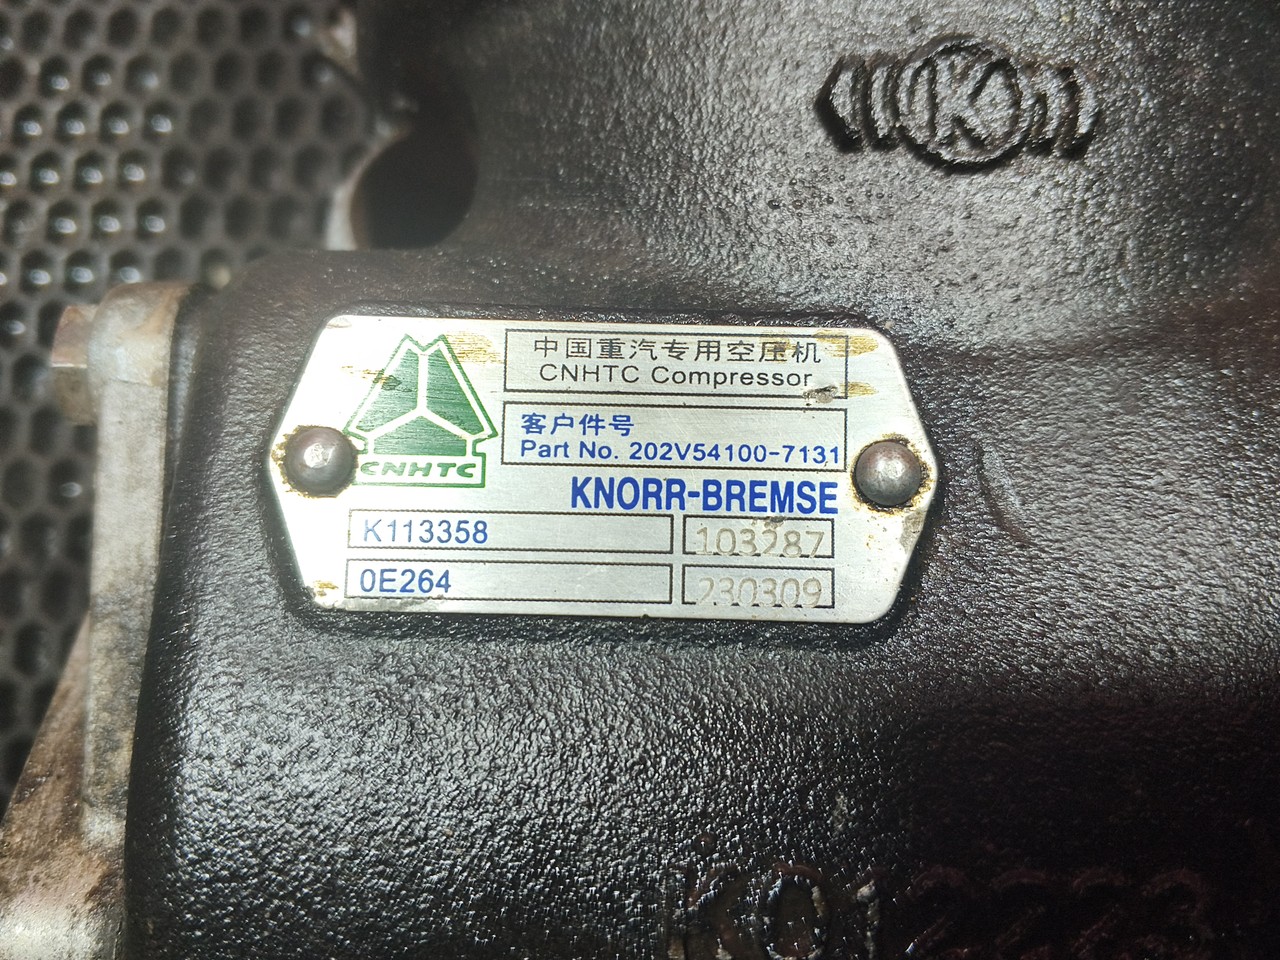 K
中国重汽专用空压机
CNHTC Compressor
客户件号
Part No. 202V54100-7131
CNHTC
KNORR-BREMSE
K113358
103287
0E264
230309